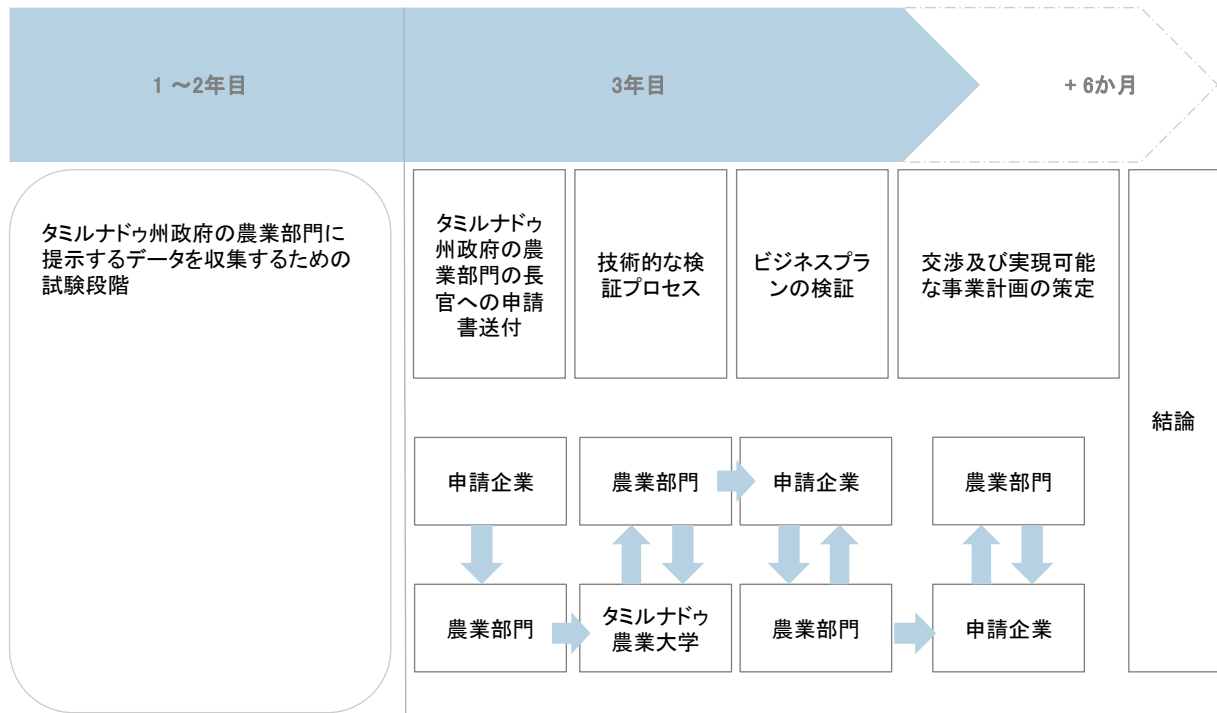 1 ～2年目
3年目
+ 6か月
タミルナドゥ州政府の農業部門に
提示するデータを収集するための
試験段階
タミルナドゥ
州政府の農
業部門の長
官への申請
書送付
技術的な検
証プロセス
ビジネスプラ
ンの検証
交渉及び実現可能
な事業計画の策定
結論
申請企業
農業部門
申請企業
農業部門
農業部門
タミルナドゥ
農業大学
農業部門
申請企業